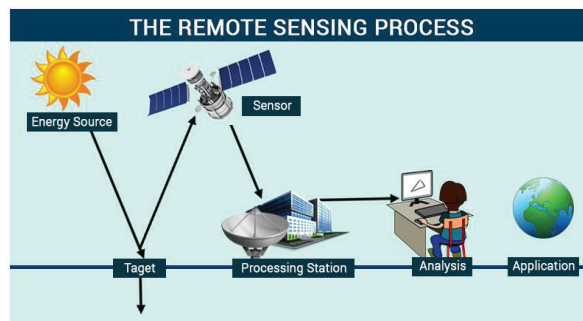 THE REMOTE SENSING PROCESS
Energy Source
Sensor
Taget
Processing Station
Analysis
Application